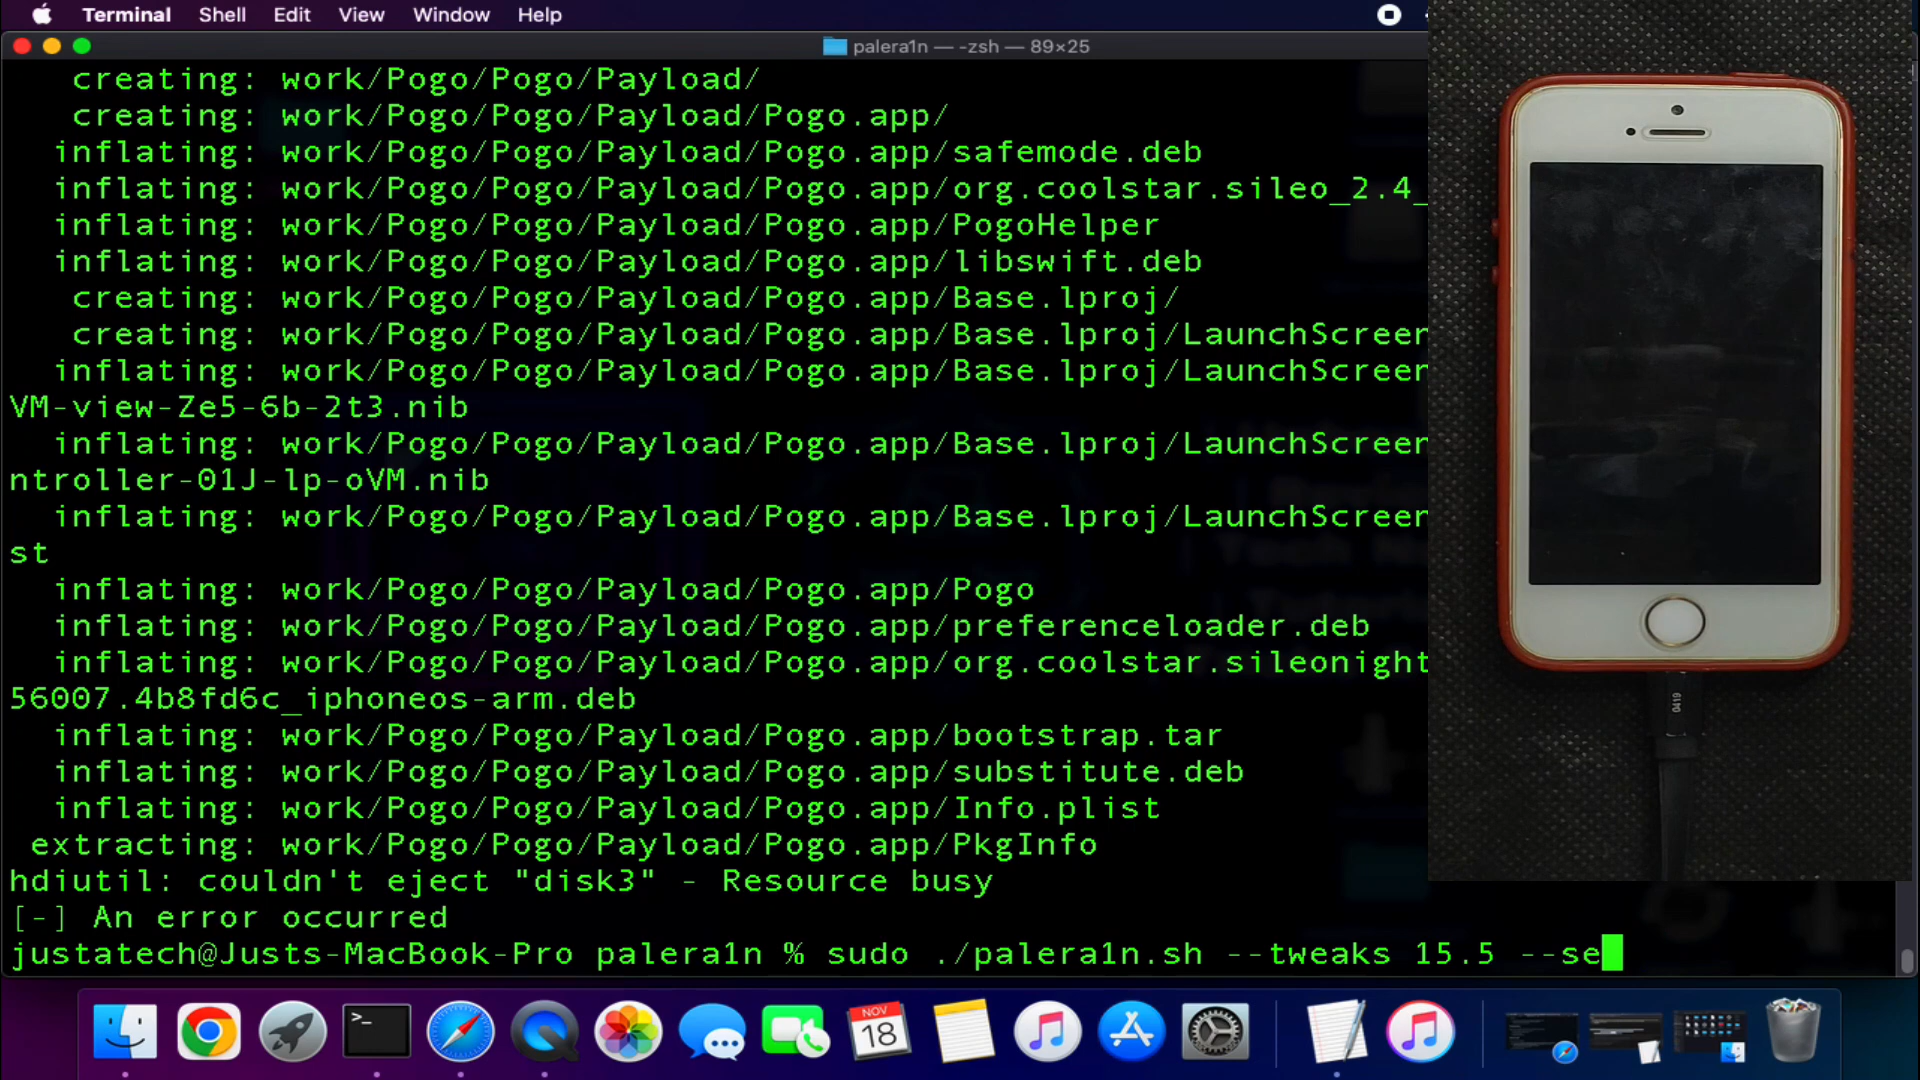 Terminal Shell Edit View Window Help
palera1n — -zsh — 89×25
creating: work/Pogo/Pogo/Payload/
creating: work/Pogo/Pogo/Payload/Pogo.app/
inflating: work/Pogo/Pogo/Payload/Pogo.app/safemode.deb
inflating: work/Pogo/Pogo/Payload/Pogo.app/org.coolstar.sileo_2.4_
inflating: work/Pogo/Pogo/Payload/Pogo.app/PogoHelper
inflating: work/Pogo/Pogo/Payload/Pogo.app/libswift.deb
creating: work/Pogo/Pogo/Payload/Pogo.app/Base.lproj/
creating: work/Pogo/Pogo/Payload/Pogo.app/Base.lproj/LaunchScreen
inflating: work/Pogo/Pogo/Payload/Pogo.app/Base.lproj/LaunchScreen
VM-view-Ze5-6b-2t3.nib
inflating: work/Pogo/Pogo/Payload/Pogo.app/Base.lproj/LaunchScreen
ntroller-01J-lp-oVM.nib
inflating: work/Pogo/Pogo/Payload/Pogo.app/Base.lproj/LaunchScreen
st
inflating: work/Pogo/Pogo/Payload/Pogo.app/Pogo
inflating: work/Pogo/Pogo/Payload/Pogo.app/preferenceloader.deb
inflating: work/Pogo/Pogo/Payload/Pogo.app/org.coolstar.sileonight
56007.4b8fd6c_iphoneos-arm.deb
inflating: work/Pogo/Pogo/Payload/Pogo.app/bootstrap.tar
inflating: work/Pogo/Pogo/Payload/Pogo.app/substitute.deb
inflating: work/Pogo/Pogo/Payload/Pogo.app/Info.plist
extracting: work/Pogo/Pogo/Payload/Pogo.app/PkgInfo
hdiutil: couldn't eject "disk3" - Resource busy
[-] An error occurred
justatech@Justs-MacBook-Pro palera1n % sudo ./palera1n.sh --tweaks 15.5 --se
0419
NOV
18